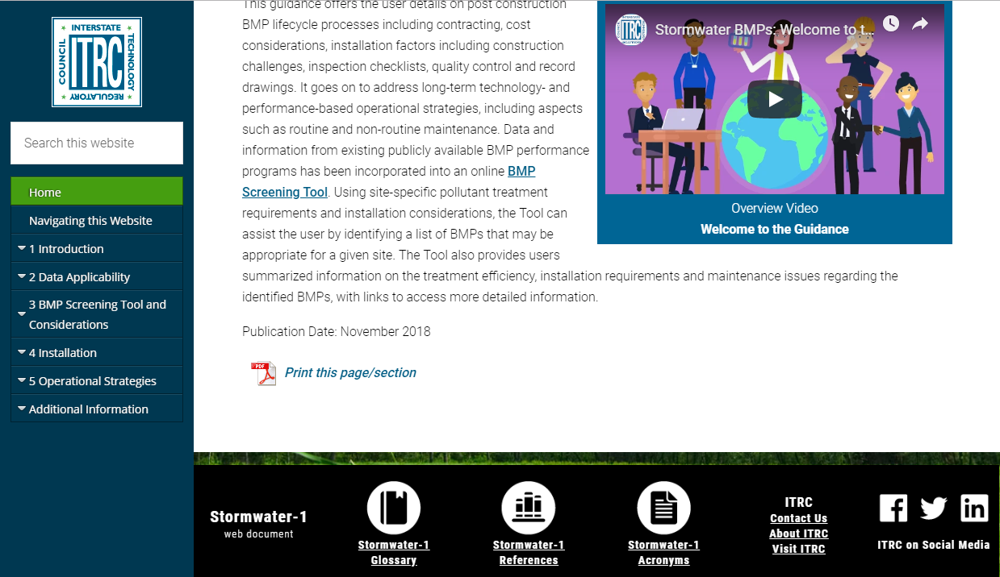 INTERSTATE
COUNCIL
ITRC
TECHNOLOGY
REGULATORY
Search this website
Home
Navigating this Website
1 Introduction
2 Data Applicability
3 BMP Screening Tool and
Considerations
4 Installation
5 Operational Strategies
Additional Information
This guidance offers the user details on post construction
BMP lifecycle processes including contracting, cost
considerations, installation factors including construction
challenges, inspection checklists, quality control and record
drawings. It goes on to address long-term technology- and
performance-based operational strategies, including aspects
such as routine and non-routine maintenance. Data and
information from existing publicly available BMP performance
programs has been incorporated into an online BMP
Screening Tool. Using site-specific pollutant treatment
requirements and installation considerations, the Tool can
assist the user by identifying a list of BMPs that may be
appropriate for a given site. The Tool also provides users
summarized information on the treatment efficiency, installation requirements and maintenance issues regarding the
identified BMPs, with links to access more detailed information.
Publication Date: November 2018
PDF
Print this page/section
INTERSTATE
ITRC
Stormwater BMPs: Welcome to t...
Overview Video
Welcome to the Guidance
Stormwater-1
web document
Stormwater-1
Glossary
Stormwater-1
References
Stormwater-1
Acronyms
ITRC
Contact Us
About ITRC
Visit ITRC
ITRC on Social Media